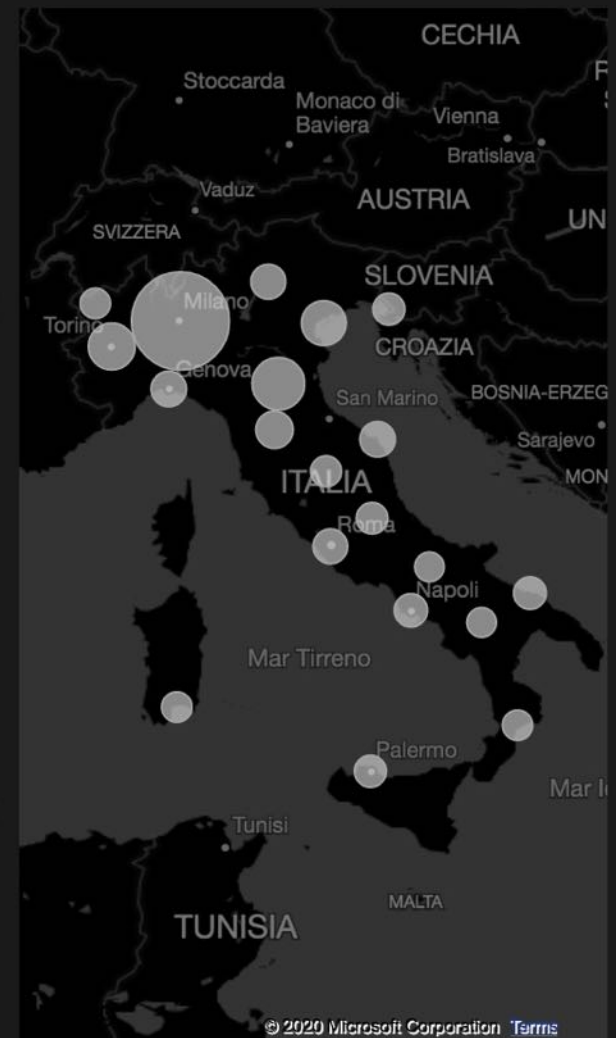 CECHIA
Stoccarda
Monaco di
Baviera
Vienna
Bratislava
Vaduz
AUSTRIA
UN
SVIZZERA
SLOVENIA
Milano
Torino
CROAZIA
Genova
San Marino
BOSNIA-ERZEG
Sarajevo
MON
ITALIA
Roma
Napoli
Mar Tirreno
Palermo
Mar I
Tunisi
MALTA
TUNISIA
© 2020 Microsoft Corporation Terms